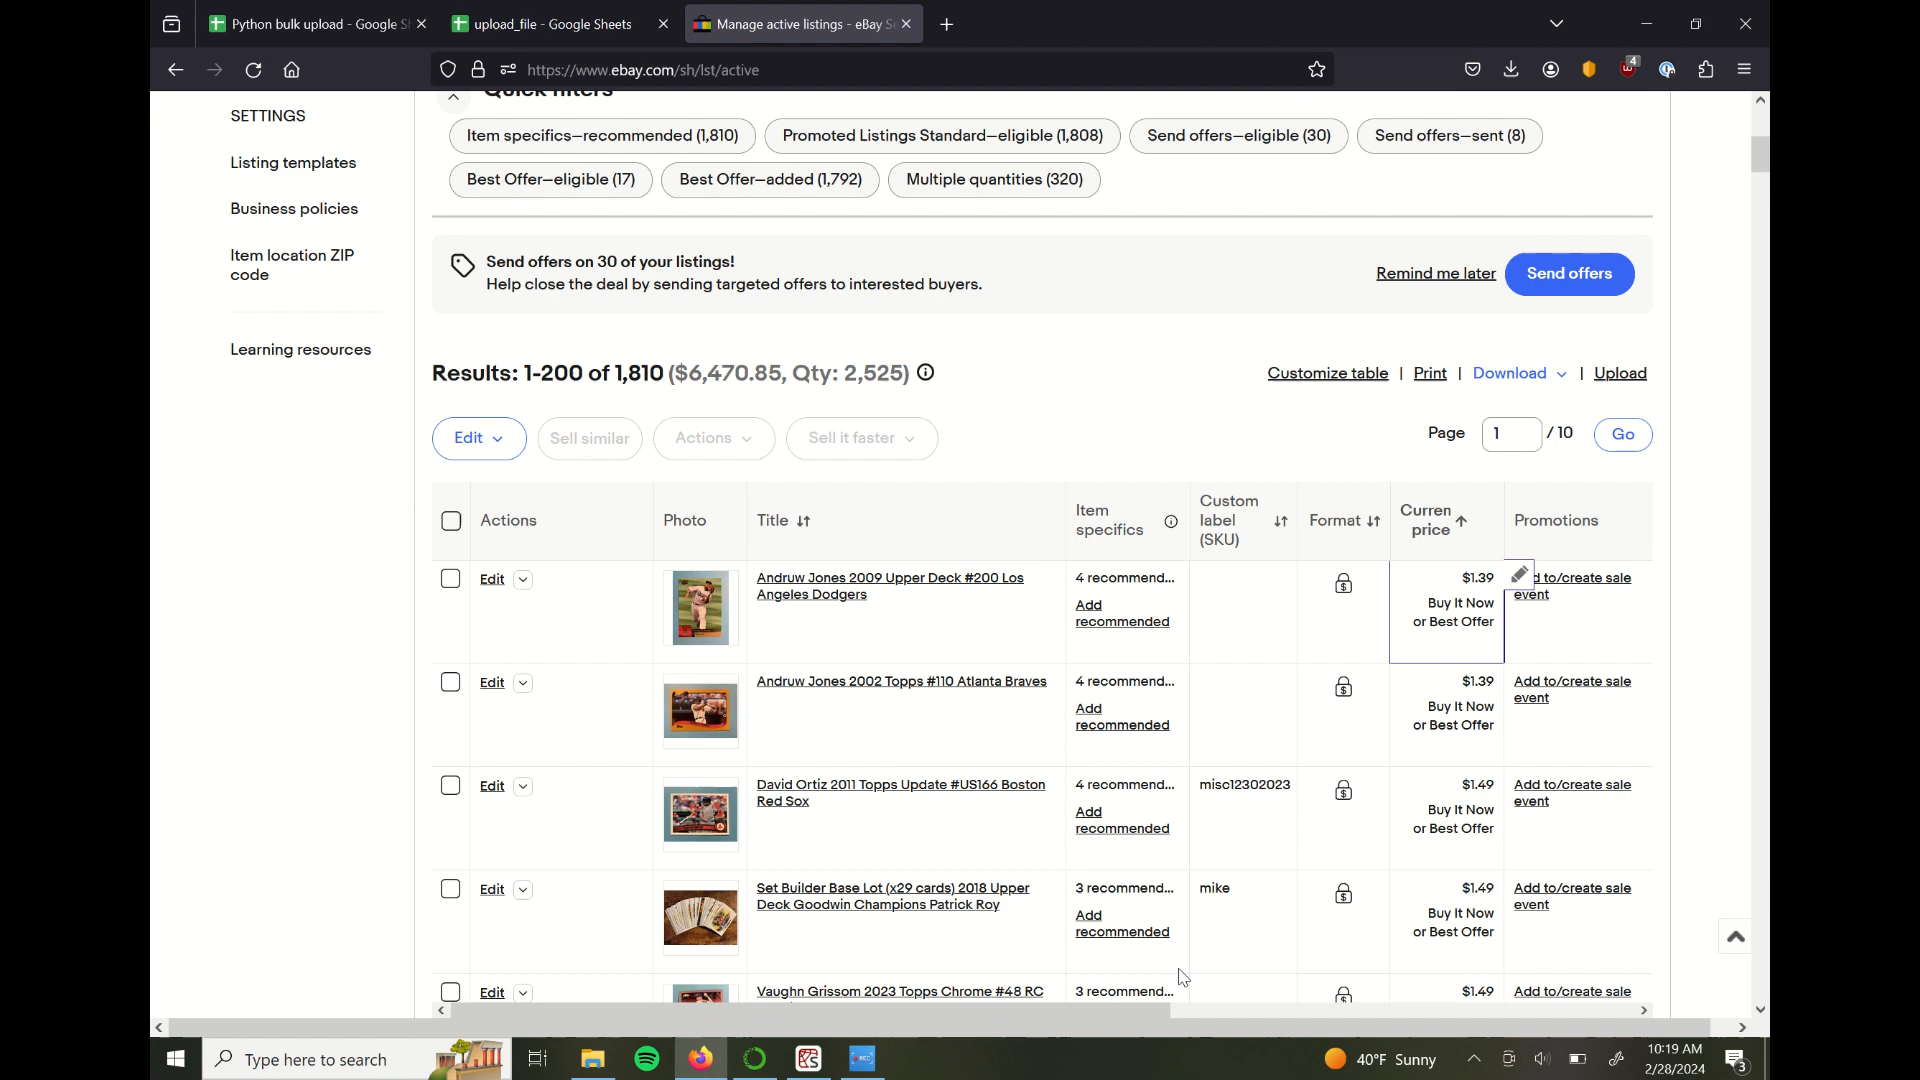 Python bulk upload - Google S
upload_file - Google Sheets
Manage active listings - eBay Se
https://www.ebay.com/sh/lst/active
4
Quick filters
SETTINGS
Listing templates
Business policies
Item location ZIP
code
Learning resources
Item specifics—recommended (1,810)
Promoted Listings Standard—eligible (1,808)
Send offers—eligible (30)
Send offers—sent (8)
Best Offer—eligible (17)
Best Offer—added (1,792)
Multiple quantities (320)
Send offers on 30 of your listings!
Help close the deal by sending targeted offers to interested buyers.
Remind me later
Send offers
Results: 1-200 of 1,810 ($6,470.85, Qty: 2,525)
Customize table | Print | Download | Upload
Edit
Sell similar
Actions
Sell it faster
Page 1 / 10 Go
Actions
Photo
Title
Item
specifics
Custom
label
(SKU)
Format
Curren
price
Promotions
Edit
Andruw Jones 2009 Upper Deck #200 Los
Angeles Dodgers
4 recommend...
Add
recommended
$1.39
Buy It Now
or Best Offer
d to/create sale
event
Edit
Andruw Jones 2002 Topps #110 Atlanta Braves
4 recommend...
Add
recommended
$1.39
Buy It Now
or Best Offer
Add to/create sale
event
Edit
David Ortiz 2011 Topps Update #US166 Boston
Red Sox
4 recommend...
Add
recommended
misc12302023
$1.49
Buy It Now
or Best Offer
Add to/create sale
event
Edit
Set Builder Base Lot (x29 cards) 2018 Upper
Deck Goodwin Champions Patrick Roy
3 recommend...
Add
recommended
mike
$1.49
Buy It Now
or Best Offer
Add to/create sale
event
Edit
Vaughn Grissom 2023 Topps Chrome #48 RC
3 recommend...
$1.49
Add to/create sale
Type here to search
40°F Sunny
10:19 AM
2/28/2024
3